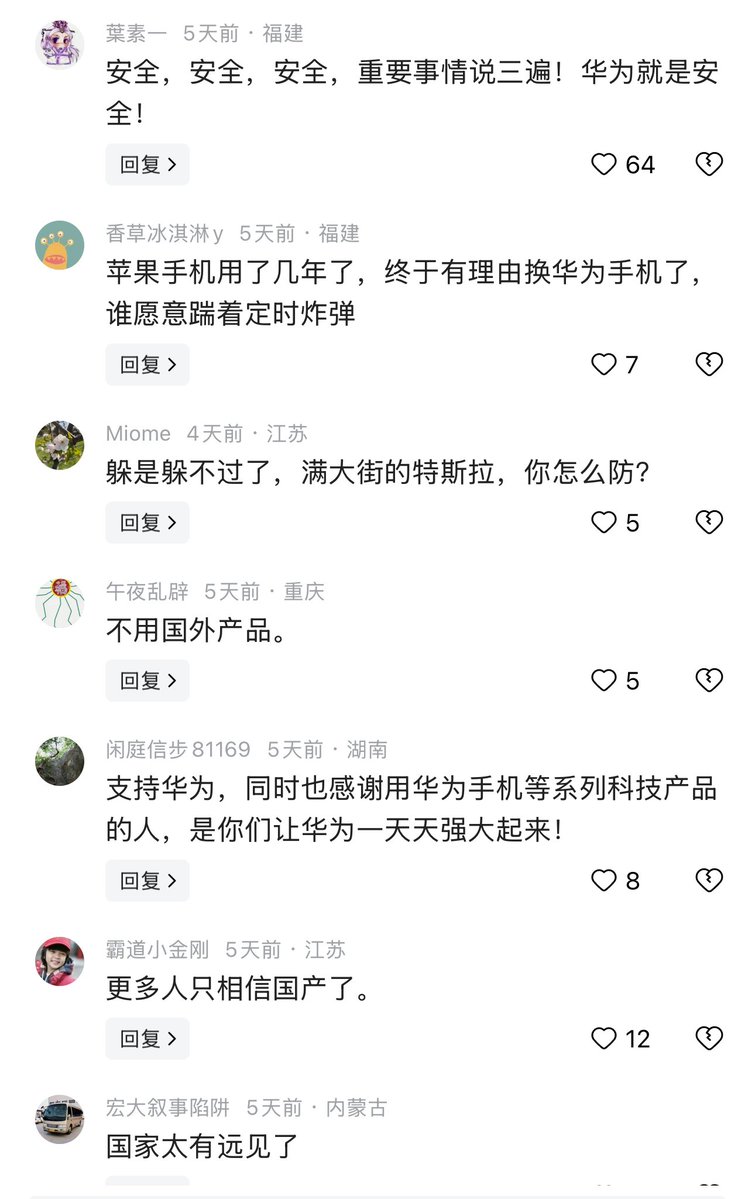 葉素一 5天前 · 福建
安全，安全，安全，重要事情说三遍！华为就是安
全！
回复 >
64
香草冰淇淋y 5天前 · 福建
苹果手机用了几年了，终于有理由换华为手机了，
谁愿意踹着定时炸弹
回复 >
7
Miome 4天前 · 江苏
躲是躲不过了，满大街的特斯拉，你怎么防？
回复 >
5
午夜乱辟 5天前 · 重庆
不用国外产品。
回复 >
5
闲庭信步81169 5天前 · 湖南
支持华为，同时也感谢用华为手机等系列科技产品
的人，是你们让华为一天天强大起来！
回复 >
8
霸道小金刚 5天前 · 江苏
更多人只相信国产了。
回复 >
12
宏大叙事陷阱 5天前 · 内蒙古
国家太有远见了